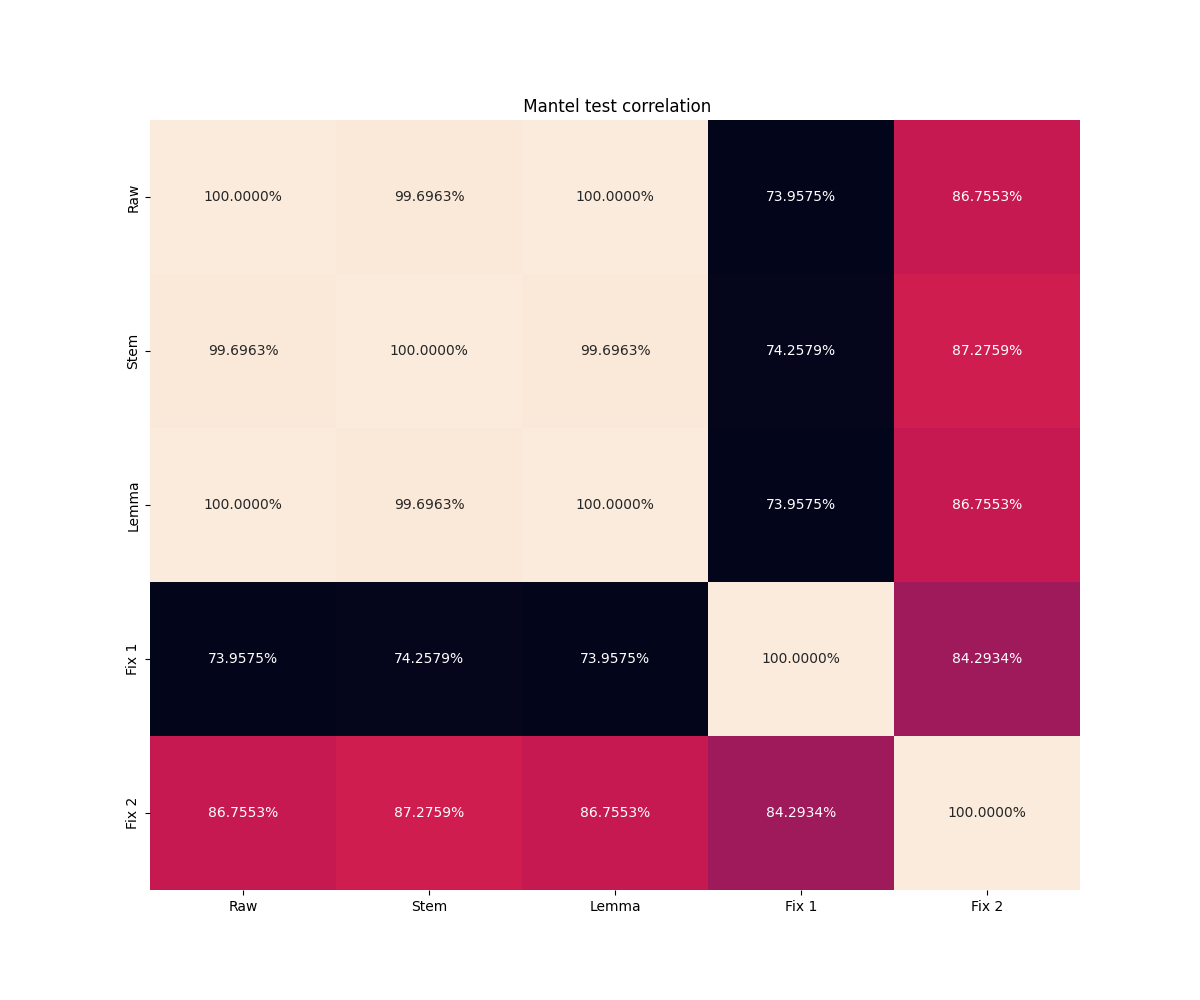 Mantel test correlation
Raw 100.0000% 99.6963% 100.0000% 73.9575% 86.7553%
Stem 99.6963% 100.0000% 99.6963% 74.2579% 87.2759%
Lemma 100.0000% 99.6963% 100.0000% 73.9575% 86.7553%
Fix 1 73.9575% 74.2579% 73.9575% 100.0000% 84.2934%
Fix 2 86.7553% 87.2759% 86.7553% 84.2934% 100.0000%
Raw Stem Lemma Fix 1 Fix 2